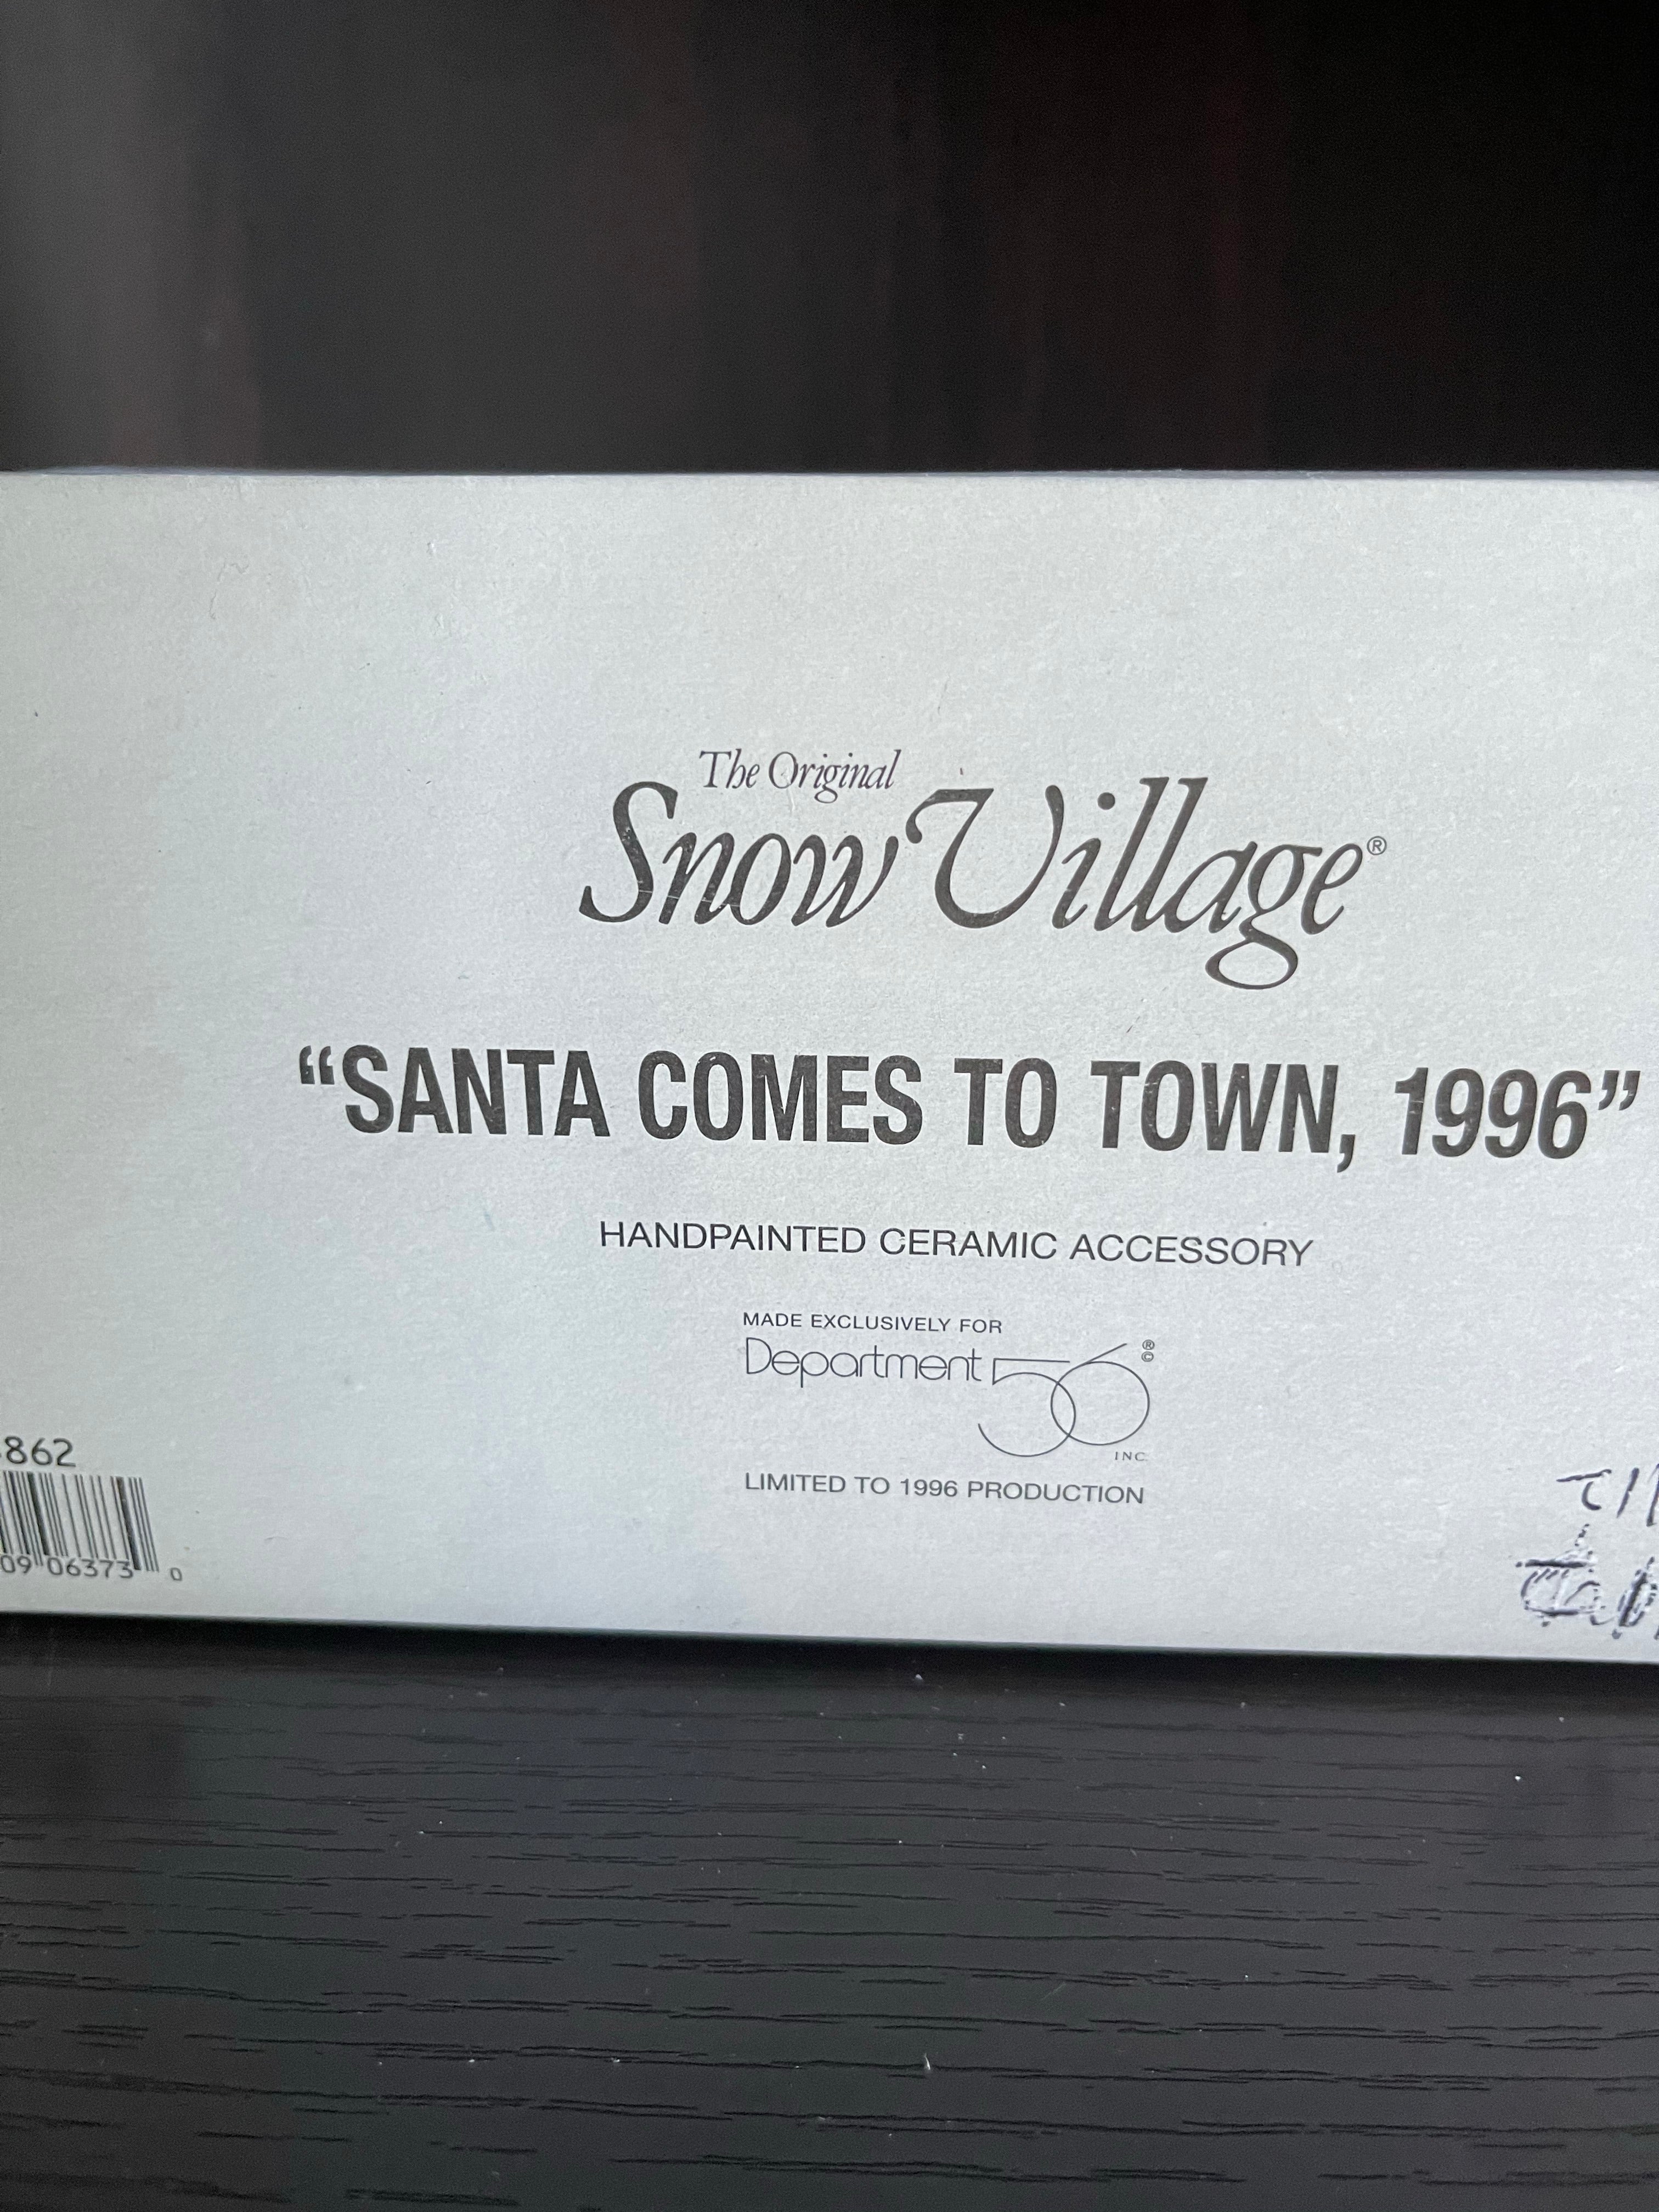 The Original
Snow Village®
“SANTA COMES TO TOWN, 1996”
HANDPAINTED CERAMIC ACCESSORY
MADE EXCLUSIVELY FOR
Department 56 ® ©
INC.
LIMITED TO 1996 PRODUCTION
862
09 06373 0